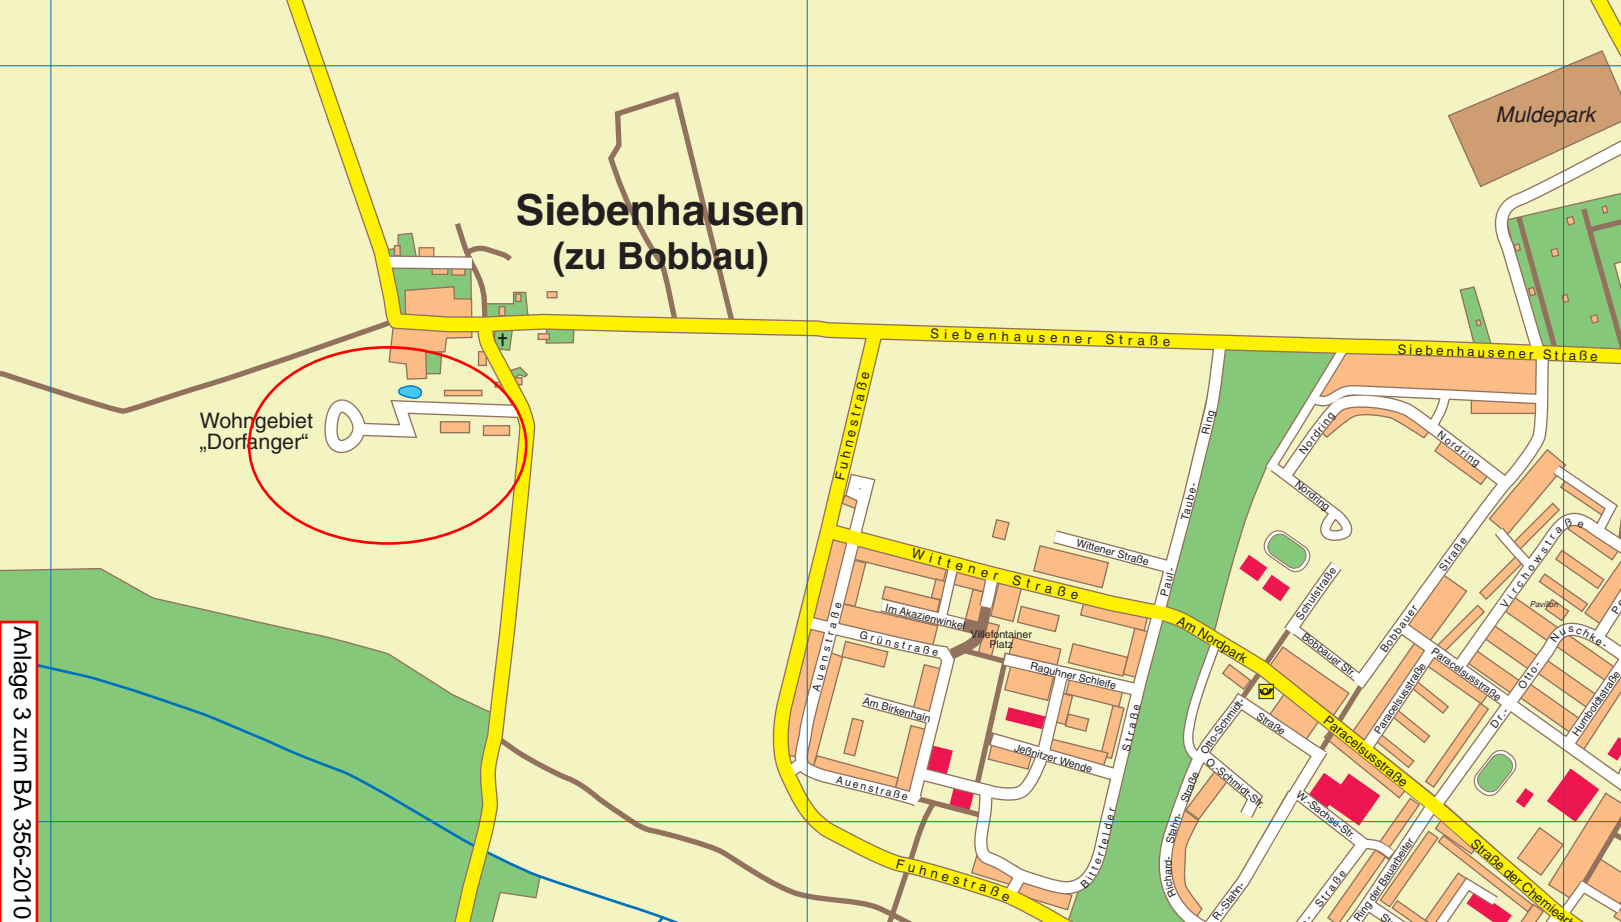 Muldepark
Siebenhausen
(zu Bobbau)
Siebenhausener Straße
Siebenhausener Straße
Wohngebiet
„Dorfanger“
Fuhnestraße
Ring
Taube-
Paul-
Nordring
Nordring
Nordring
Wittener Straße
Wittener Straße
Im Akazienwinkel
Grünstraße
Villefontainer
Platz
Auenstraße
Raguhner Schleife
Am Birkenhain
Jeßnitzer Wende
Auenstraße
Bitterfelder
Straße
Fuhnestraße
Am Nordpark
Schulstraße
Bobbauer Str.
Bobbauer
Straße
Virchowstraße
Pavillon
Nuschke-
Otto-
Paracelsusstraße
Paracelsusstraße
Humboldtstraße
Dr.-
Otto-Schmidt-
Straße
Paracelsusstraße
O.-Schmidt-Str.
W.-Sachse-Str.
Richard-
Stahn-
Straße
R.-Stahn-
Straße
Ring der Bauarbeiter
Straße der Chemiearb
Anlage 3 zum BA 356-2010